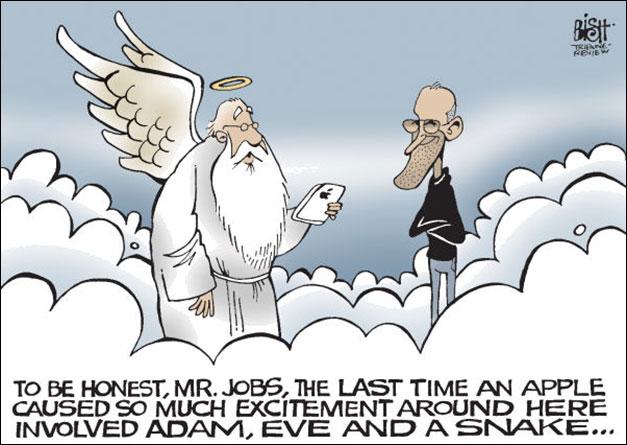 BISH
TRIBUNE-
REVIEW
TO BE HONEST, MR. JOBS, THE LAST TIME AN APPLE
CAUSED SO MUCH EXCITEMENT AROUND HERE
INVOLVED ADAM, EVE AND A SNAKE...